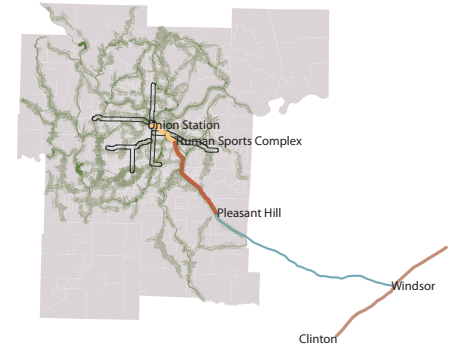 Union Station
Truman Sports Complex
Pleasant Hill
Windsor
Clinton